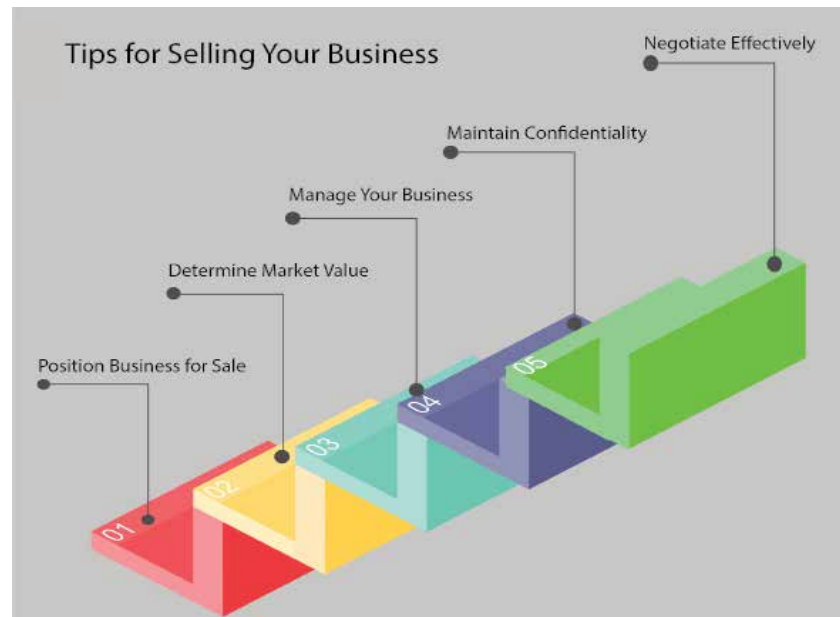 Tips for Selling Your Business
Negotiate Effectively
Maintain Confidentiality
Manage Your Business
Determine Market Value
Position Business for Sale
01
02
03
04
05